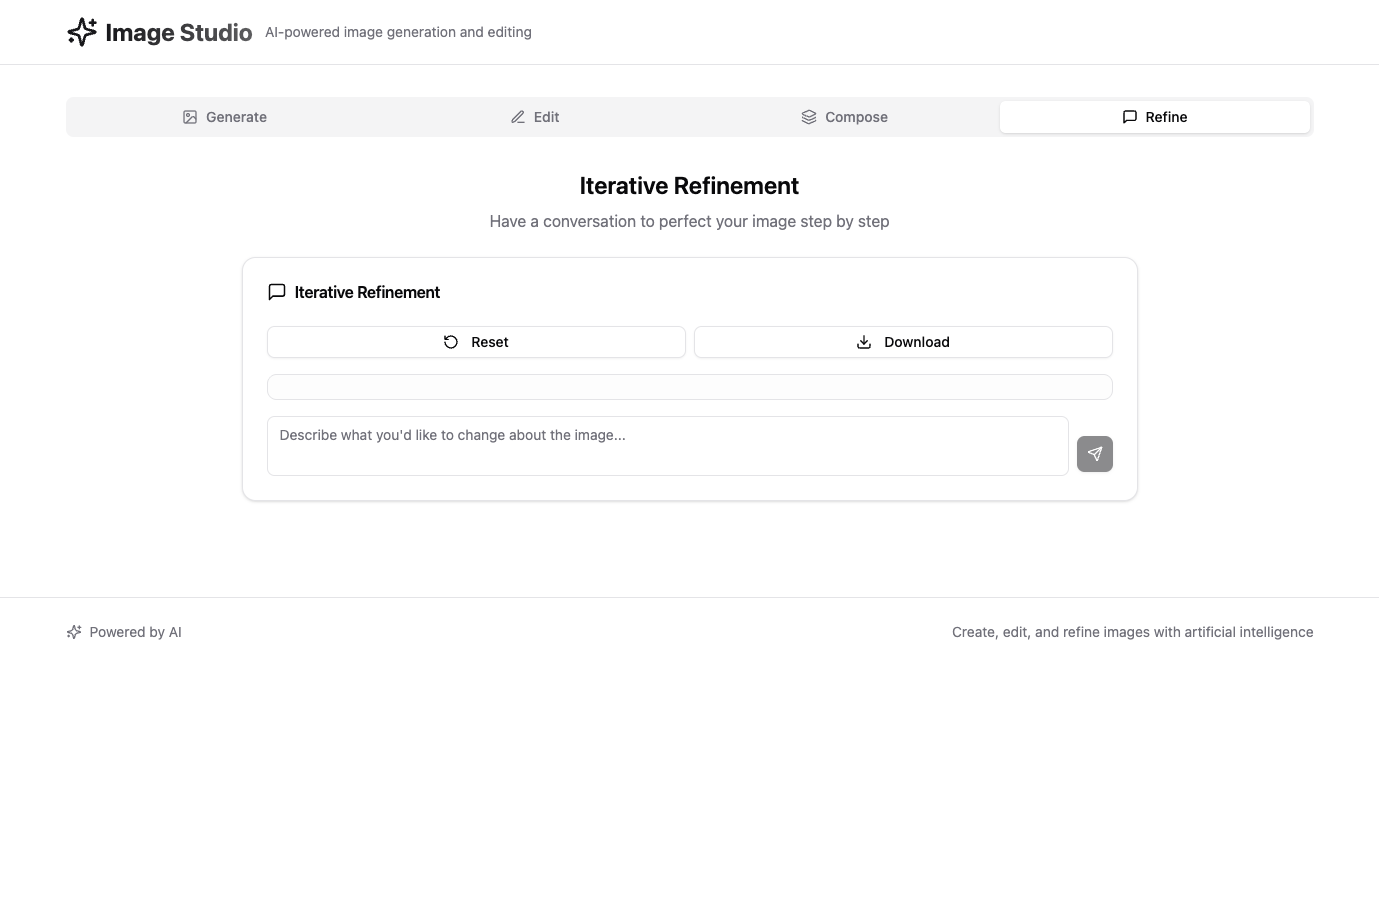 Image Studio AI-powered image generation and editing
Generate Edit Compose Refine
Iterative Refinement
Have a conversation to perfect your image step by step
Iterative Refinement
Reset Download
Describe what you'd like to change about the image...
Powered by AI Create, edit, and refine images with artificial intelligence